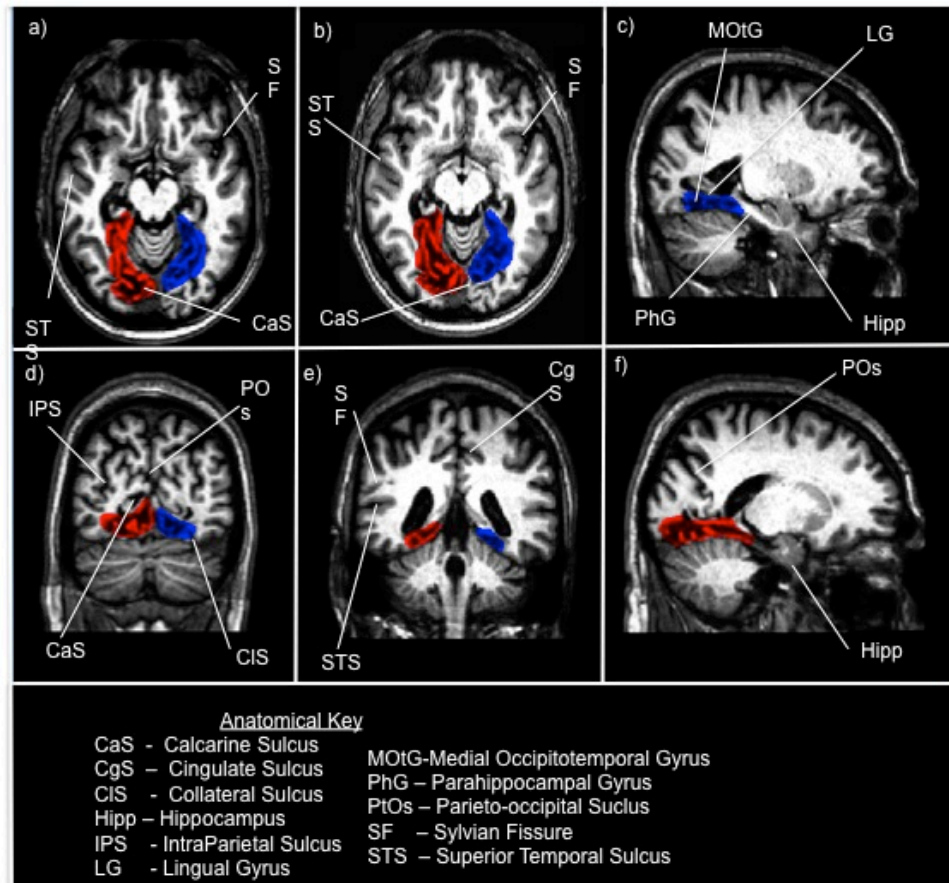 a)
S
F
ST
S
CaS
b)
ST
S
S
F
CaS
c)
MOtG
LG
PhG
Hipp
d)
IPS
PO
s
CaS
ClS
e)
S
F
Cg
S
STS
f)
POs
Hipp
Anatomical Key
CaS - Calcarine Sulcus
CgS – Cingulate Sulcus
ClS - Collateral Sulcus
Hipp – Hippocampus
IPS - IntraParietal Sulcus
LG - Lingual Gyrus
MOtG-Medial Occipitotemporal Gyrus
PhG – Parahippocampal Gyrus
PtOs – Parieto-occipital Suclus
SF – Sylvian Fissure
STS – Superior Temporal Sulcus